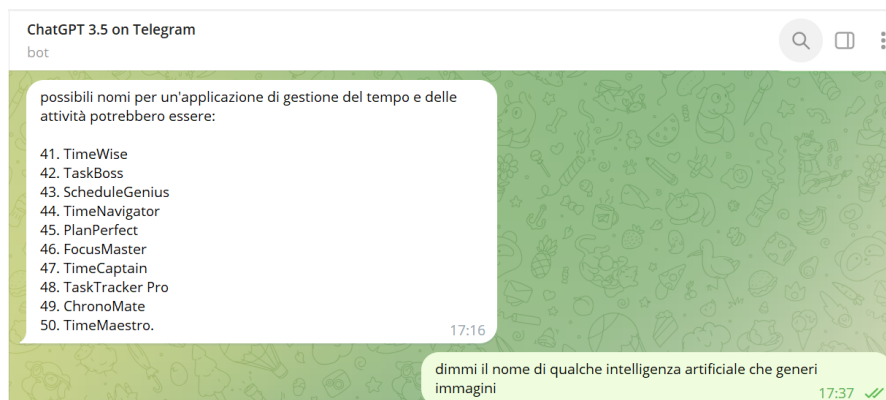 ChatGPT 3.5 on Telegram
bot
possibili nomi per un'applicazione di gestione del tempo e delle
attività potrebbero essere:
41. TimeWise
42. TaskBoss
43. ScheduleGenius
44. TimeNavigator
45. PlanPerfect
46. FocusMaster
47. TimeCaptain
48. TaskTracker Pro
49. ChronoMate
50. TimeMaestro.
17:16
dimmi il nome di qualche intelligenza artificiale che generi
immagini
17:37